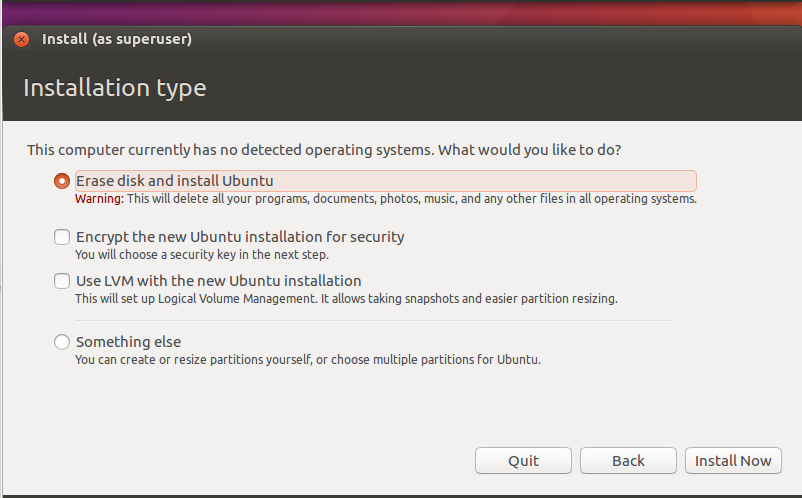 Install (as superuser)
Installation type
This computer currently has no detected operating systems. What would you like to do?
Erase disk and install Ubuntu
Warning: This will delete all your programs, documents, photos, music, and any other files in all operating systems.
Encrypt the new Ubuntu installation for security
You will choose a security key in the next step.
Use LVM with the new Ubuntu installation
This will set up Logical Volume Management. It allows taking snapshots and easier partition resizing.
Something else
You can create or resize partitions yourself, or choose multiple partitions for Ubuntu.
Quit
Back
Install Now